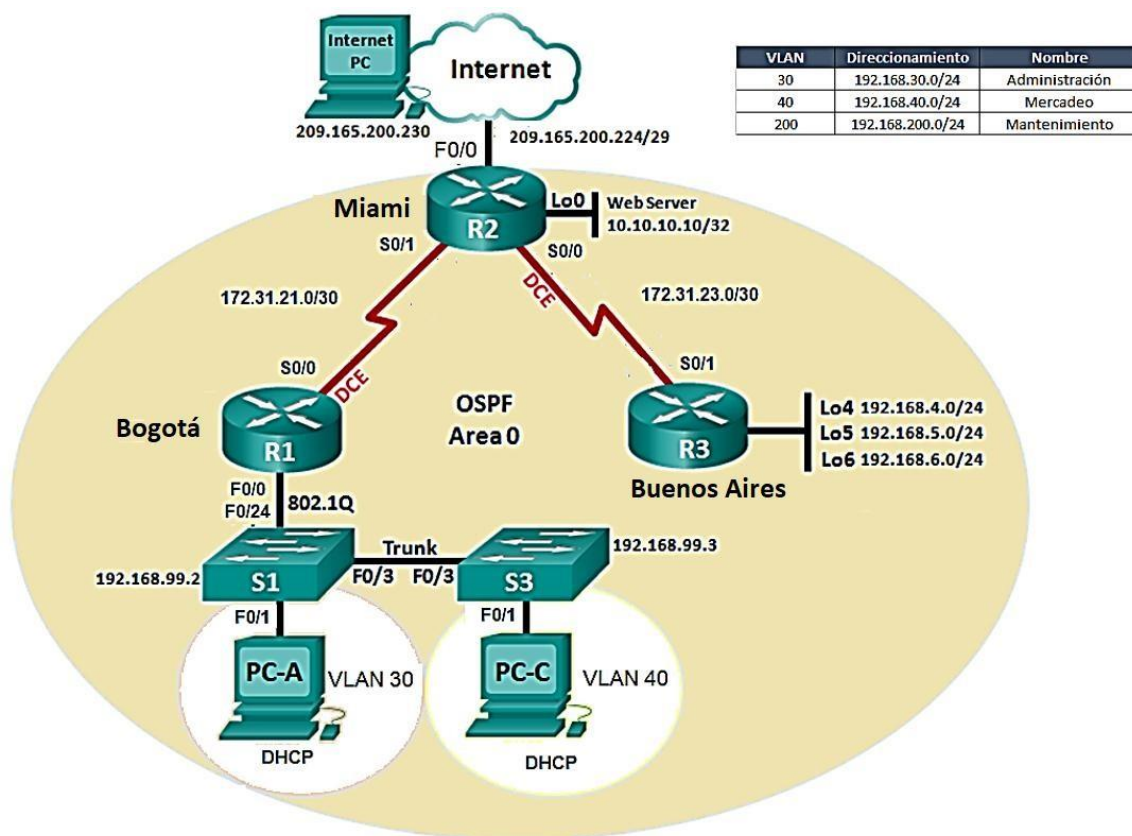 Internet
PC
Internet
209.165.200.230
209.165.200.224/29
F0/0
VLAN Direccionamiento Nombre
30 192.168.30.0/24 Administración
40 192.168.40.0/24 Mercadeo
200 192.168.200.0/24 Mantenimiento
Miami
R2
Lo0
Web Server
10.10.10.10/32
S0/1
S0/0
DCE
172.31.21.0/30
172.31.23.0/30
S0/0
DCE
S0/1
OSPF
Area 0
Bogotá
R1
R3
Buenos Aires
Lo4 192.168.4.0/24
Lo5 192.168.5.0/24
Lo6 192.168.6.0/24
F0/0
F0/24
802.1Q
Trunk
F0/3 F0/3
192.168.99.2
S1
S3
192.168.99.3
F0/1
F0/1
PC-A
VLAN 30
DHCP
PC-C
VLAN 40
DHCP